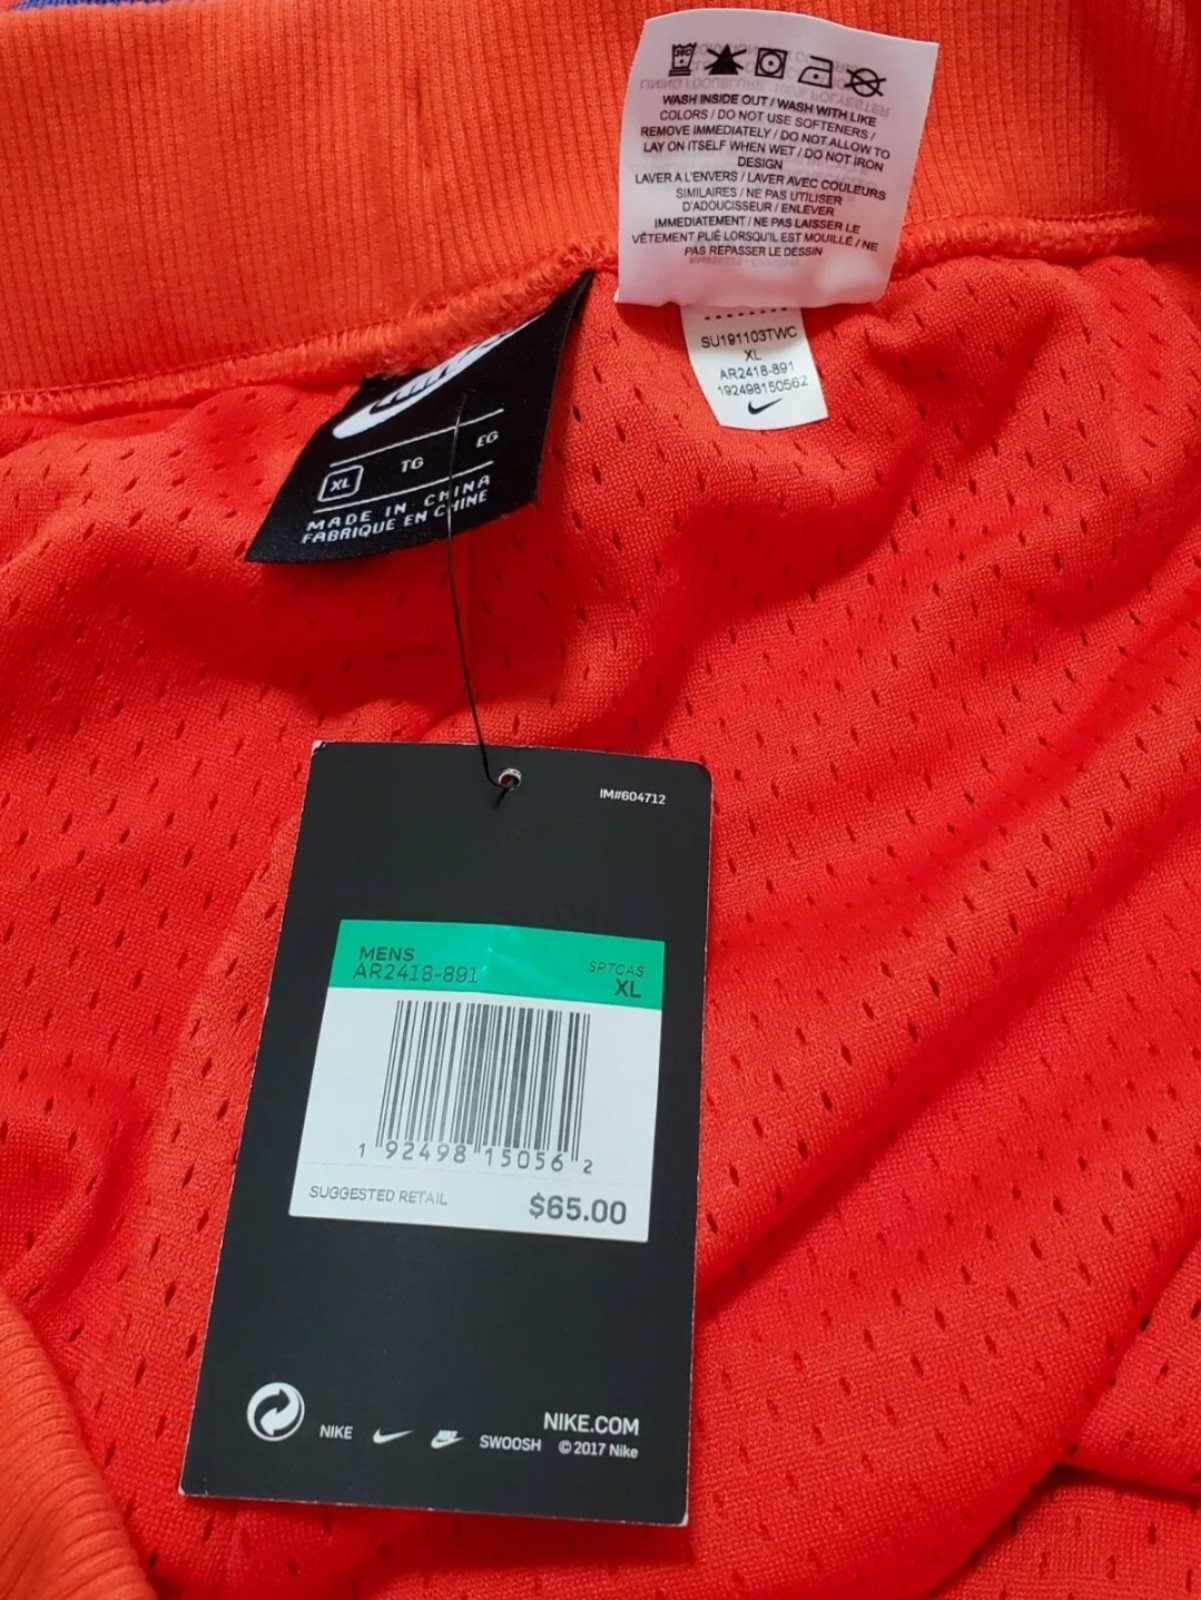 WASH INSIDE OUT / WASH WITH LIKE
COLORS / DO NOT USE SOFTENERS /
REMOVE IMMEDIATELY / DO NOT ALLOW TO
LAY ON ITSELF WHEN WET / DO NOT IRON
DESIGN
LAVER A L'ENVERS / LAVER AVEC COULEURS
SIMILAIRES / NE PAS UTILISER
D'ADOUCISSEUR / ENLEVER
IMMEDIATEMENT / NE PAS LAISSER LE
VÊTEMENT PLIÉ LORSQU'IL EST MOUILLÉ / NE
PAS REPASSER LE DESSIN
SU191103TWC
XL
AR2418-891
192498150562
XL TG EG
MADE IN CHINA
FABRIQUE EN CHINE
IM#604712
MENS
AR2418-891
SPTCAS
XL
1 92498 15056 2
SUGGESTED RETAIL $65.00
NIKE.COM
NIKE SWOOSH © 2017 Nike